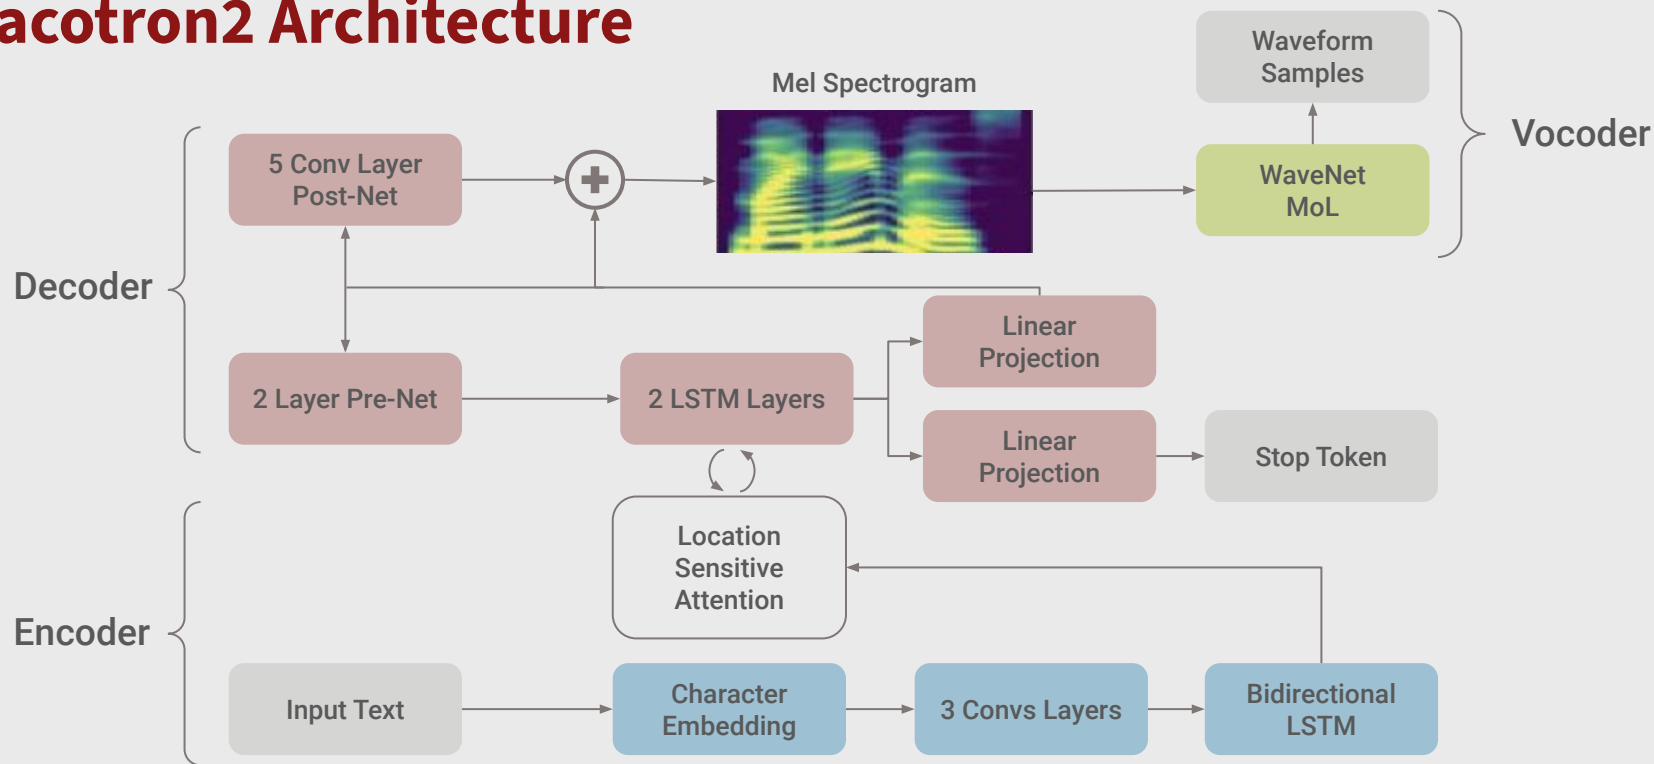 acotron2 Architecture
Mel Spectrogram
Waveform
Samples
Vocoder
5 Conv Layer
Post-Net
WaveNet
MoL
Decoder
Linear
Projection
2 Layer Pre-Net
2 LSTM Layers
Linear
Projection
Stop Token
Location
Sensitive
Attention
Encoder
Input Text
Character
Embedding
3 Convs Layers
Bidirectional
LSTM